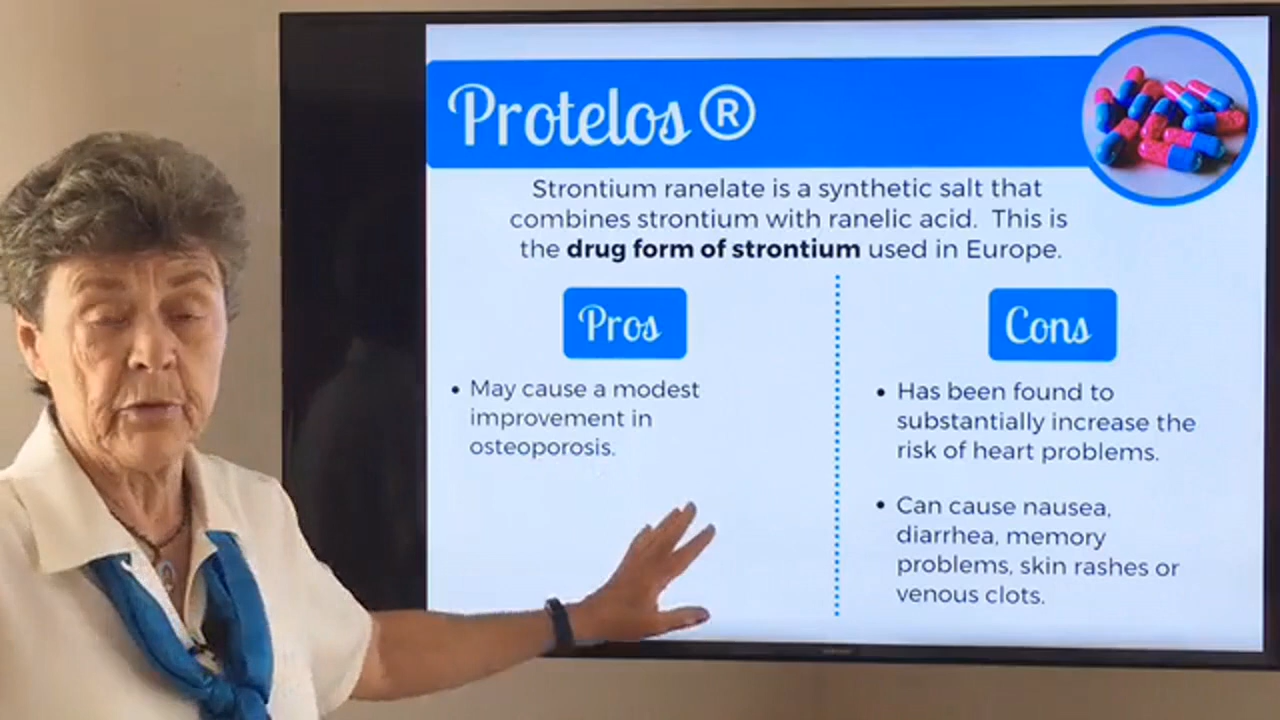 Protelos®
Strontium ranelate is a synthetic salt that
combines strontium with ranelic acid. This is
the drug form of strontium used in Europe.
Pros
Cons
• May cause a modest
improvement in
osteoporosis.
• Has been found to
substantially increase the
risk of heart problems.
• Can cause nausea,
diarrhea, memory
problems, skin rashes or
venous clots.